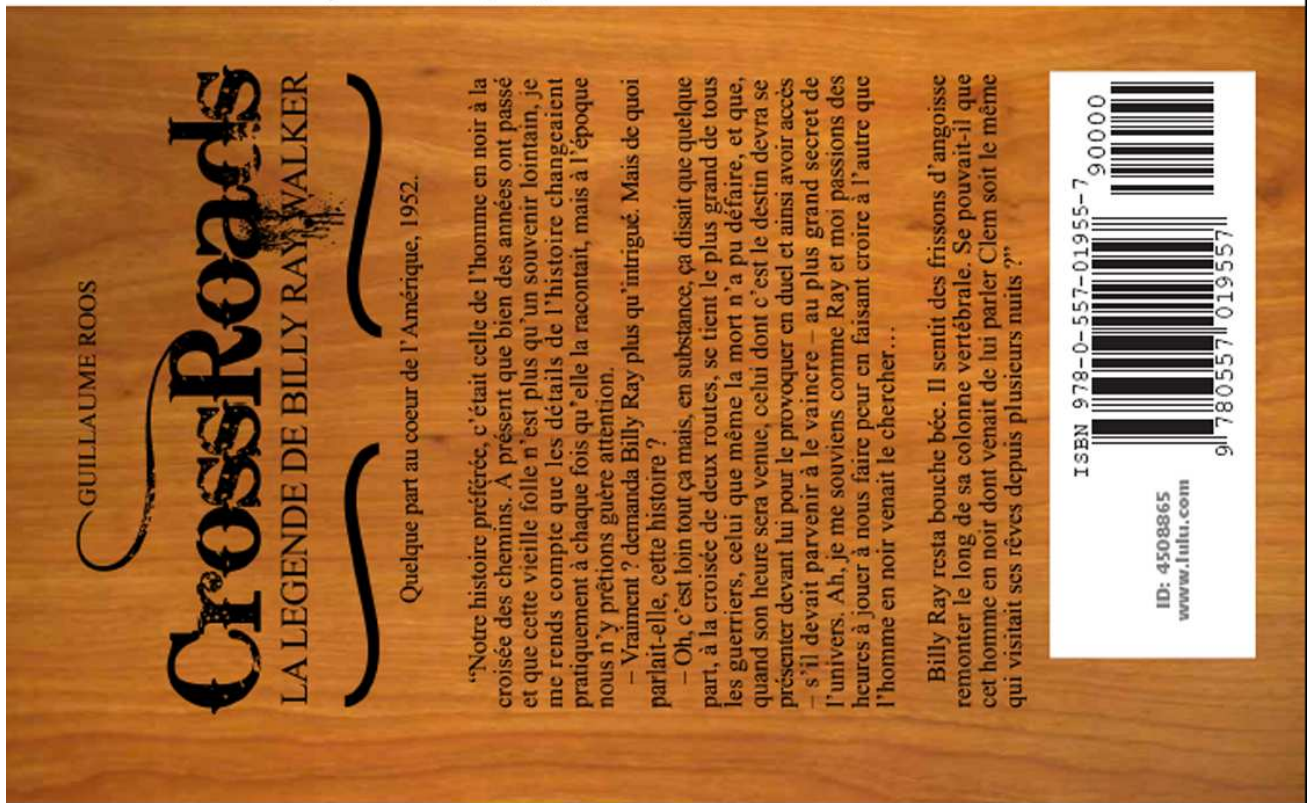 GUILLAUME ROOS
CrossRoads
LA LEGENDE DE BILLY RAY WALKER
Quelque part au coeur de l'Amérique, 1952.
“Notre histoire préférée, c'était celle de l'homme en noir à la
croisée des chemins. A présent que bien des années ont passé
et que cette vieille folle n'est plus qu'un souvenir lointain, je
me rends compte que les détails de l'histoire changeaient
pratiquement à chaque fois qu'elle la racontait, mais à l'époque
nous n'y prêtions guère attention.
– Vraiment ? demanda Billy Ray plus qu'intrigué. Mais de quoi
parlait-elle, cette histoire ?
– Oh, c'est loin tout ça mais, en substance, ça disait que quelque
part, à la croisée de deux routes, se tient le plus grand de tous
les guerriers, celui que même la mort n'a pu défaire, et que,
quand son heure sera venue, celui dont c'est le destin devra se
présenter devant lui pour le provoquer en duel et ainsi avoir accès
– s'il devait parvenir à le vaincre – au plus grand secret de
l'univers. Ah, je me souviens comme Ray et moi passions des
heures à jouer à nous faire peur en faisant croire à l'autre que
l'homme en noir venait le chercher…
Billy Ray resta bouche bée. Il sentit des frissons d'angoisse
remonter le long de sa colonne vertébrale. Se pouvait-il que
cet homme en noir dont venait de lui parler Clem soit le même
qui visitait ses rêves depuis plusieurs nuits ?”
ISBN 978-0-557-01955-7
90000
9 780557 019557
ID: 4508865
www.lulu.com